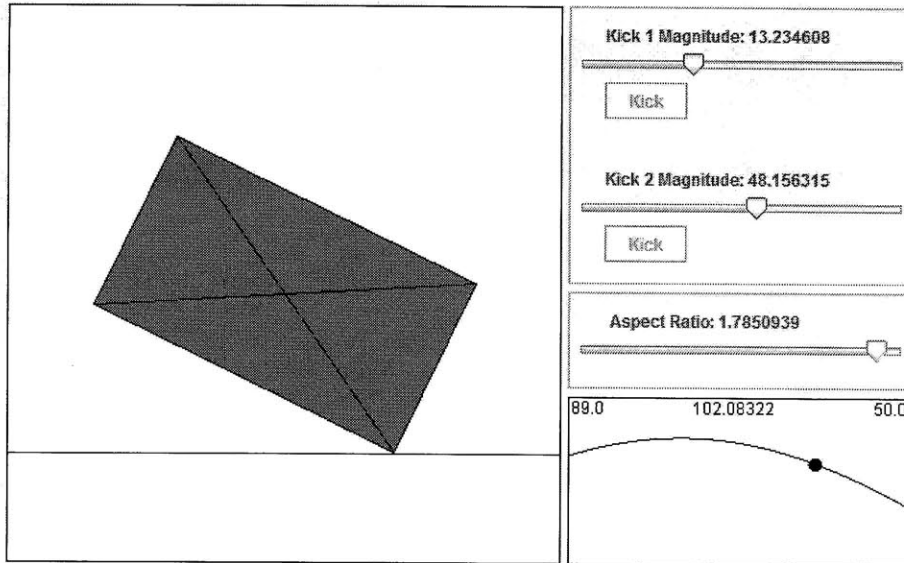 Kick 1 Magnitude: 13.234608
Kick
Kick 2 Magnitude: 48.156315
Kick
Aspect Ratio: 1.7850939
89.0 102.08322 50.0